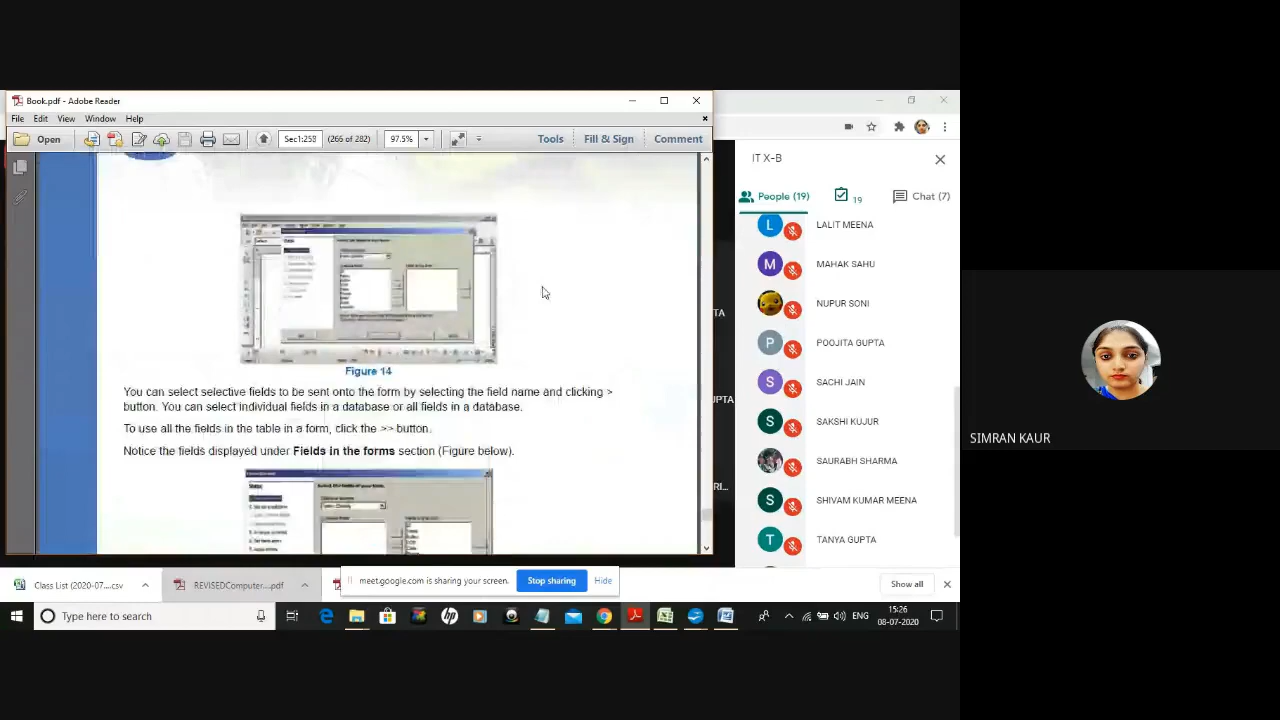 Book.pdf - Adobe Reader
File Edit View Window Help
Open
Sec1:258
(266 of 282)
97.5%
Tools
Fill & Sign
Comment
Figure 14
You can select selective fields to be sent onto the form by selecting the field name and clicking >
button. You can select individual fields in a database or all fields in a database.
To use all the fields in the table in a form, click the >> button.
Notice the fields displayed under Fields in the forms section (Figure below).
IT X-B
People (19)
19
Chat (7)
L LALIT MEENA
M MAHAK SAHU
NUPUR SONI
P POOJITA GUPTA
S SACHI JAIN
S SAKSHI KUJUR
SAURABH SHARMA
S SHIVAM KUMAR MEENA
T TANYA GUPTA
TA
UPTA
RI...
SIMRAN KAUR
Class List (2020-07....csv
REVISEDComputer....pdf
meet.google.com is sharing your screen.
Stop sharing
Hide
Show all
Type here to search
ENG
15:26
08-07-2020